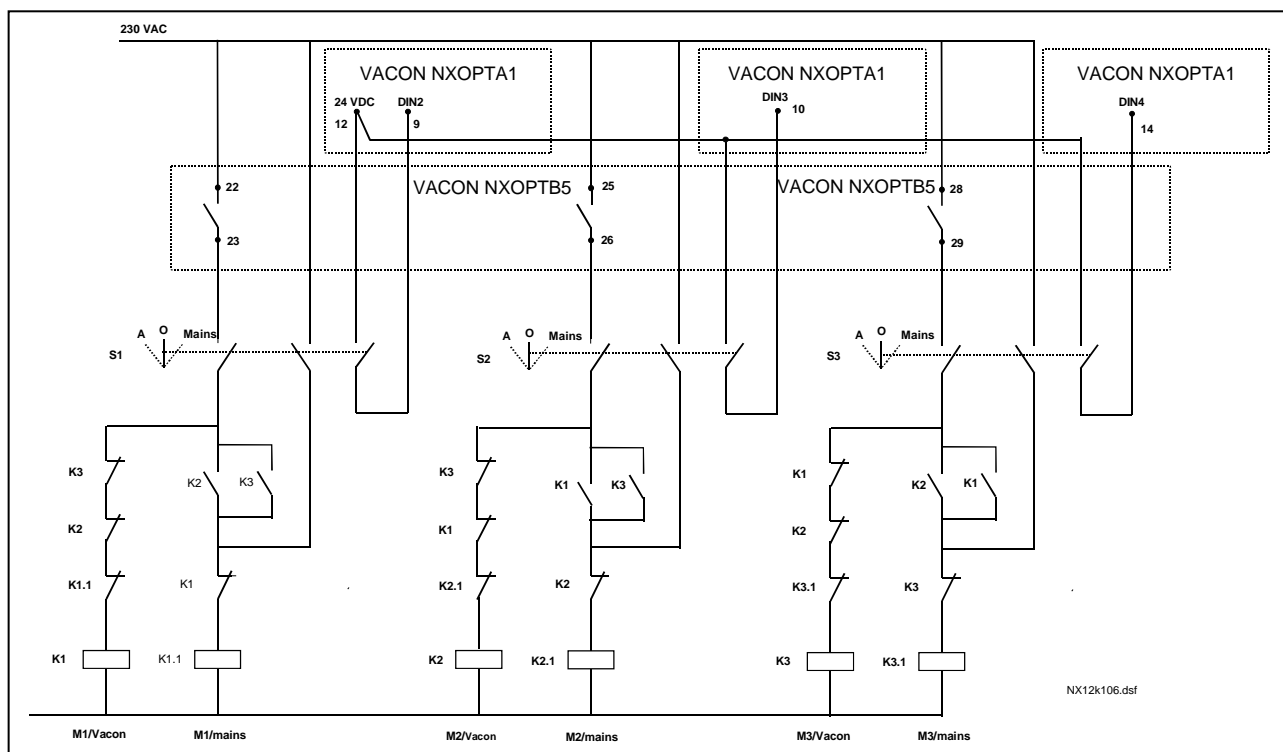 230 VAC
VACON NXOPTA1
VACON NXOPTA1
VACON NXOPTA1
24 VDC
DIN2
12
9
DIN3
10
DIN4
14
VACON NXOPTB5
VACON NXOPTB5
22
23
25
26
28
29
A O Mains
S1
A O Mains
S2
A O Mains
S3
K3
K2
K3
K2
K1.1
K1
K1
K1.1
K3
K1
K3
K1
K2.1
K2
K2
K2.1
K1
K2
K1
K2
K3.1
K3
K3
K3.1
NX12k106.dsf
M1/Vacon
M1/mains
M2/Vacon
M2/mains
M3/Vacon
M3/mains